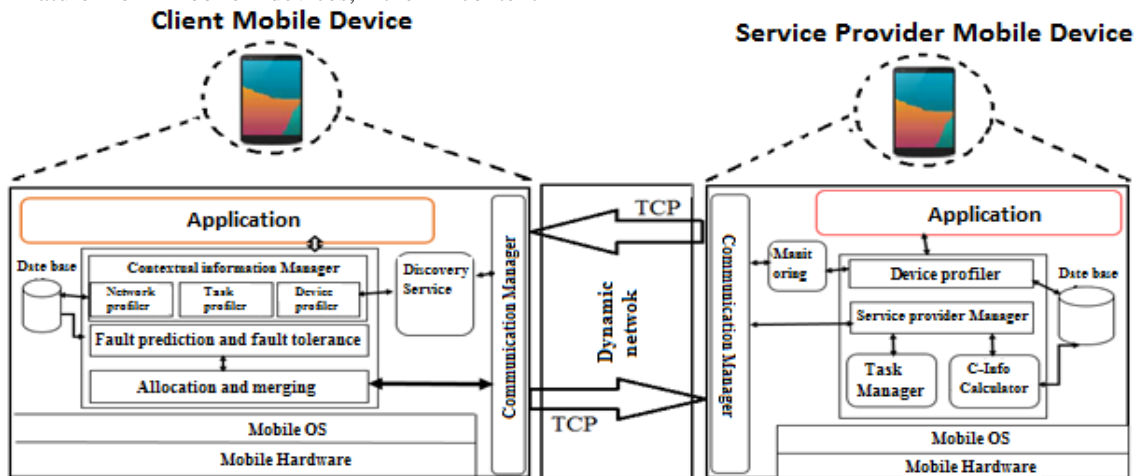 Client Mobile Device
Service Provider Mobile Device
Application
Date base
Contextual information Manager
Network
profiler
Task
profiler
Device
profiler
Discovery
Service
Fault prediction and fault tolerance
Allocation and merging
Communication Manager
Mobile OS
Mobile Hardware
TCP
Dynamic
netwok
TCP
Communication Manager
Application
Manit
oring
Device profiler
Date base
Service provider Manager
Task
Manager
C-Info
Calculator
Mobile OS
Mobile Hardware